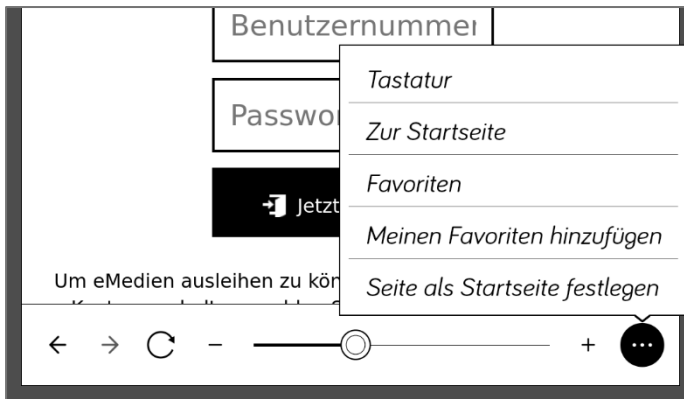 Benutzernummer
Tastatur
Passwo
Zur Startseite
Favoriten
Jetzt
Meinen Favoriten hinzufügen
Um eMedien ausleihen zu kön
Seite als Startseite festlegen